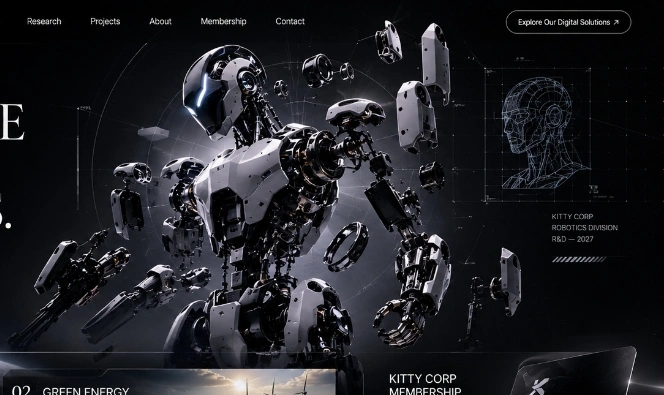 Research Projects About Membership Contact Explore Our Digital Solutions ↗
E
.
KITTY CORP
ROBOTICS DIVISION
R&D — 2027
02 GREEN ENERGY
KITTY CORP
MEMBERSHIP